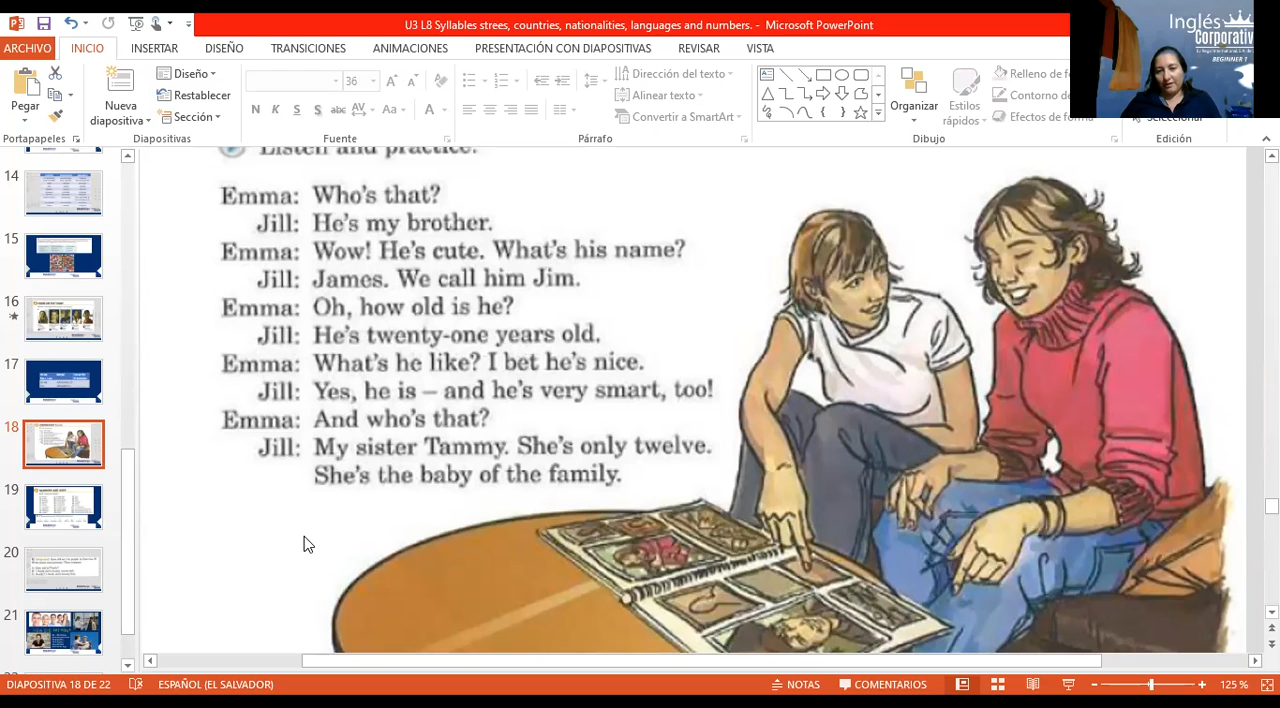 U3 L8 Syllables strees, countries, nationalities, languages and numbers. - Microsoft PowerPoint
Inglés
Corporativo
BEGINNER 1
ARCHIVO INICIO INSERTAR DISEÑO TRANSICIONES ANIMACIONES PRESENTACIÓN CON DIAPOSITIVAS REVISAR VISTA
Pegar
Nueva
diapositiva
Diseño
Restablecer
Sección
36
N K S S abc AV Aa A
Dirección del texto
Alinear texto
Convertir a SmartArt
Organizar
Estilos
rápidos
Relleno de
Contorno de
Efectos de forma
Seleccionar
Portapapeles Diapositivas Fuente Párrafo Dibujo Edición
14
15
16
17
18
19
20
21
Listen and practice.
Emma: Who's that?
Jill: He's my brother.
Emma: Wow! He's cute. What's his name?
Jill: James. We call him Jim.
Emma: Oh, how old is he?
Jill: He's twenty-one years old.
Emma: What's he like? I bet he's nice.
Jill: Yes, he is – and he's very smart, too!
Emma: And who's that?
Jill: My sister Tammy. She's only twelve.
She's the baby of the family.
DIAPOSITIVA 18 DE 22 ESPAÑOL (EL SALVADOR) NOTAS COMENTARIOS 125 %